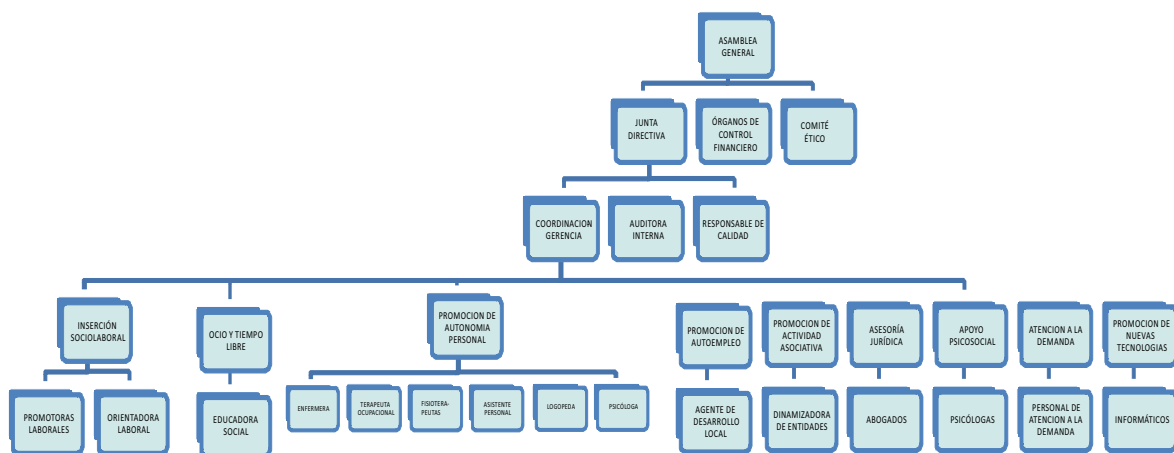 ASAMBLEA
GENERAL
JUNTA
DIRECTIVA
ÓRGANOS DE
CONTROL
FINANCIERO
COMITÉ
ÉTICO
COORDINACION
GERENCIA
AUDITORA
INTERNA
RESPONSABLE DE
CALIDAD
INSERCIÓN
SOCIOLABORAL
OCIO Y TIEMPO
LIBRE
PROMOCION DE
AUTONOMIA
PERSONAL
PROMOCION DE
AUTOEMPLEO
PROMOCION DE
ACTIVIDAD
ASOCIATIVA
ASESORÍA
JURÍDICA
APOYO
PSICOSOCIAL
ATENCION A LA
DEMANDA
PROMOCION DE
NUEVAS
TECNOLOGIAS
PROMOTORAS
LABORALES
ORIENTADORA
LABORAL
EDUCADORA
SOCIAL
ENFERMERA
TERAPEUTA
OCUPACIONAL
FISIOTERA-
PEUTAS
ASISTENTE
PERSONAL
LOGOPEDA
PSICÓLOGA
AGENTE DE
DESARROLLO
LOCAL
DINAMIZADORA
DE ENTIDADES
ABOGADOS
PSICÓLOGAS
PERSONAL DE
ATENCION A LA
DEMANDA
INFORMÁTICOS